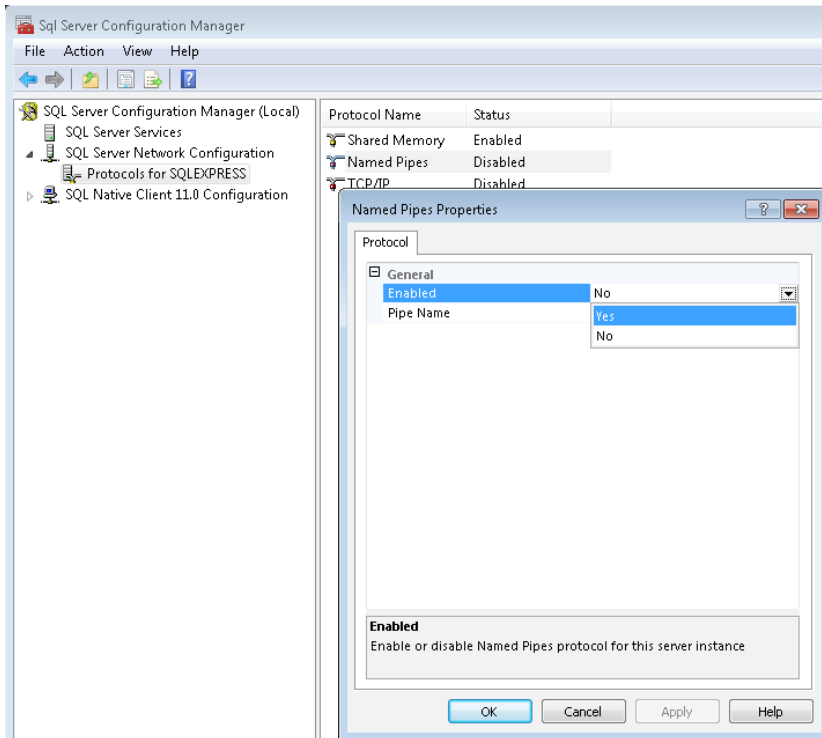 Sql Server Configuration Manager
File Action View Help
SQL Server Configuration Manager (Local)
SQL Server Services
SQL Server Network Configuration
Protocols for SQLEXPRESS
SQL Native Client 11.0 Configuration
Protocol Name Status
Shared Memory Enabled
Named Pipes Disabled
TCP/IP Disabled
Named Pipes Properties
Protocol
General
Enabled No
Pipe Name Yes
No
Enabled
Enable or disable Named Pipes protocol for this server instance
OK Cancel Apply Help